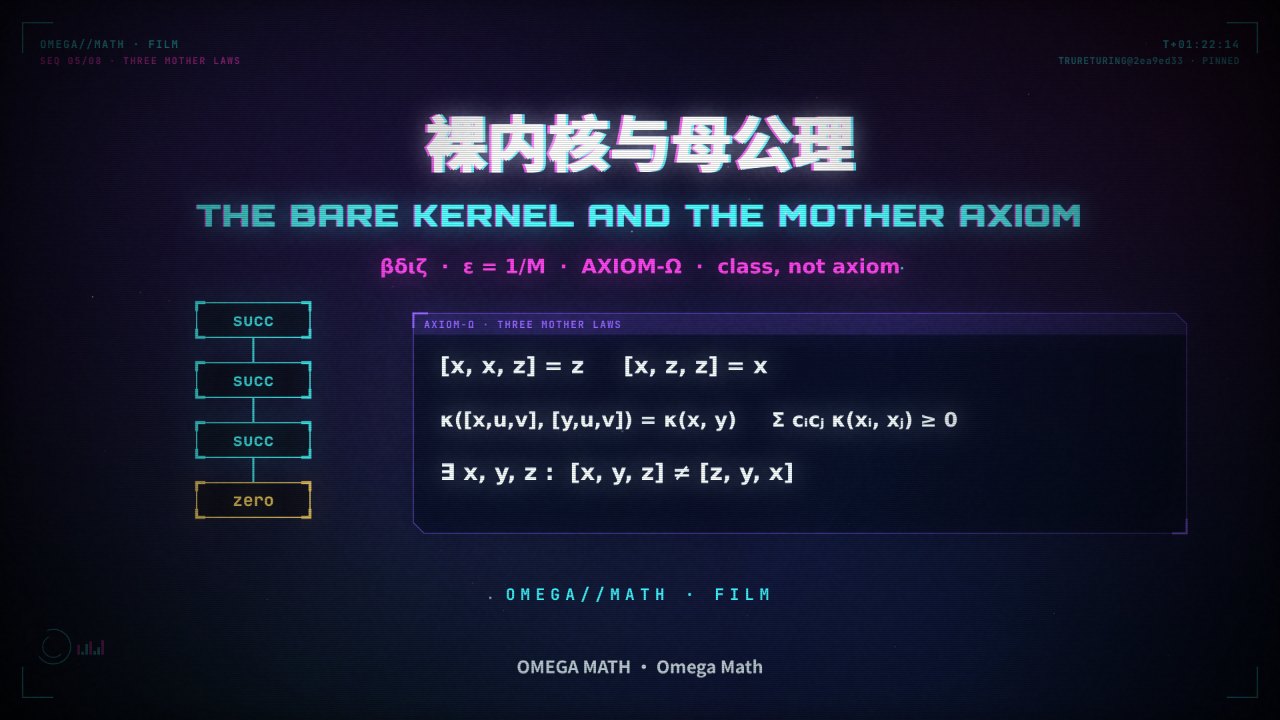 OMEGA//MATH · FILM
SEQ 05/08 · THREE MOTHER LAWS
T+01:22:14
TRURETURING@2ea9ed33 · PINNED
裸内核与母公理
THE BARE KERNEL AND THE MOTHER AXIOM
βδιζ · ε = 1/M · AXIOM-Ω · class, not axiom
succ
succ
succ
zero
AXIOM-Ω · THREE MOTHER LAWS
[x, x, z] = z [x, z, z] = x
κ([x,u,v], [y,u,v]) = κ(x, y) Σ cᵢcⱼ κ(xᵢ, xⱼ) ≥ 0
∃ x, y, z : [x, y, z] ≠ [z, y, x]
OMEGA//MATH · FILM
OMEGA MATH • Omega Math